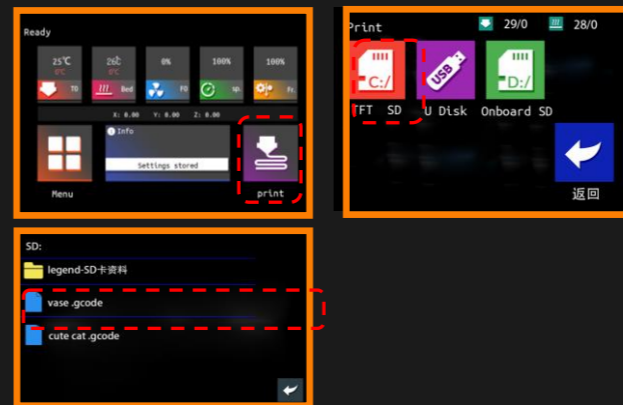 Ready
25℃ 26℃ 0% 100% 100%
0℃ 0℃
T0 Bed F0 sp. Fr.
X: 0.00 Y: 0.00 Z: 0.00
Info
Settings stored
Menu print
Print 29/0 28/0
C:/ USB D:/
TFT SD U Disk Onboard SD
返回
SD:
legend-SD卡资料
vase .gcode
cute cat .gcode